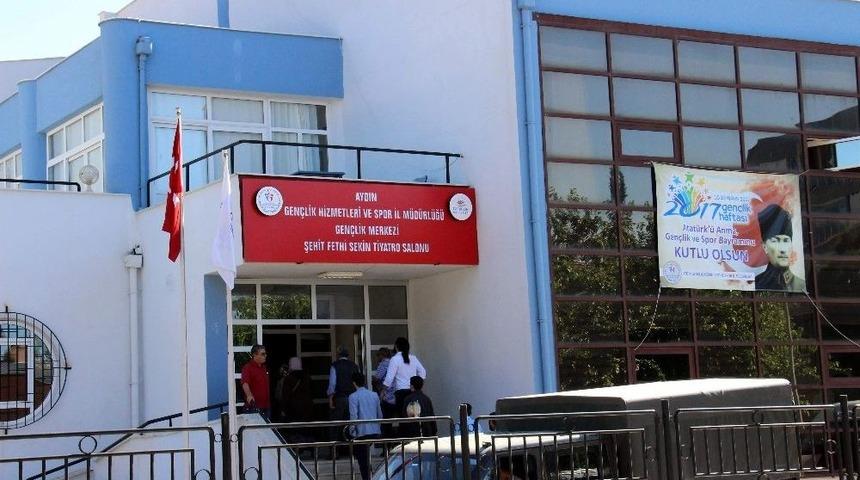 AYDIN
GENÇLİK HİZMETLERİ VE SPOR İL MÜDÜRLÜĞÜ
GENÇLİK MERKEZİ
ŞEHİT FETHİ SEKİN TİYATRO SALONU
2017 gençlik
haftası
Atatürk'ü Anma,
Gençlik ve Spor Bayramınız
KUTLU OLSUN